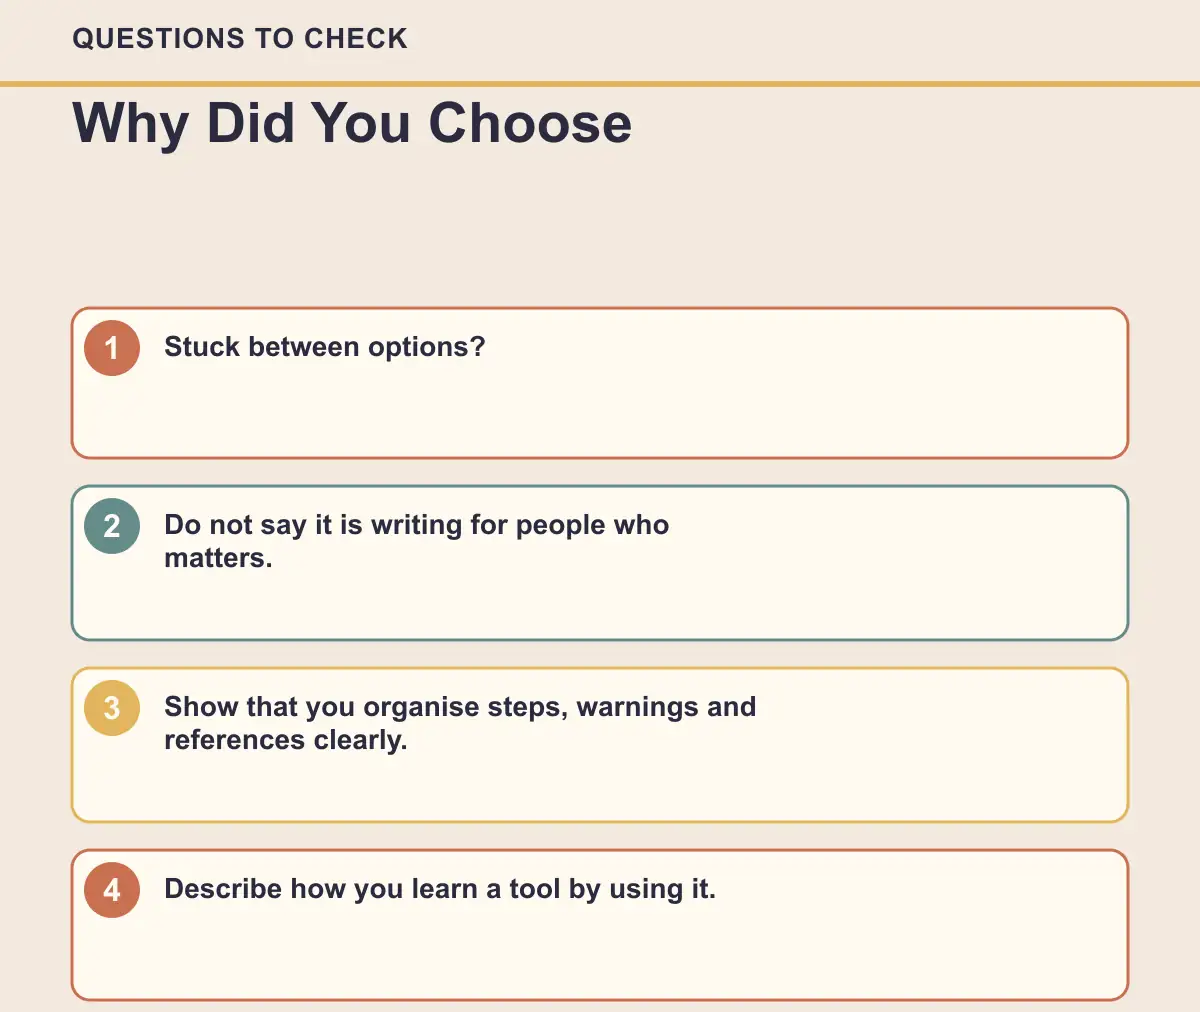 QUESTIONS TO CHECK
Why Did You Choose
1
Stuck between options?
2
Do not say it is writing for people who
matters.
3
Show that you organise steps, warnings and
references clearly.
4
Describe how you learn a tool by using it.